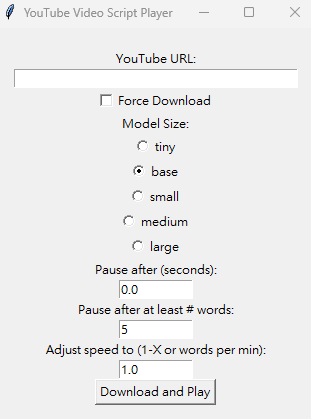 YouTube Video Script Player
YouTube URL:
Force Download
Model Size:
tiny
base
small
medium
large
Pause after (seconds):
0.0
Pause after at least # words:
5
Adjust speed to (1-X or words per min):
1.0
Download and Play